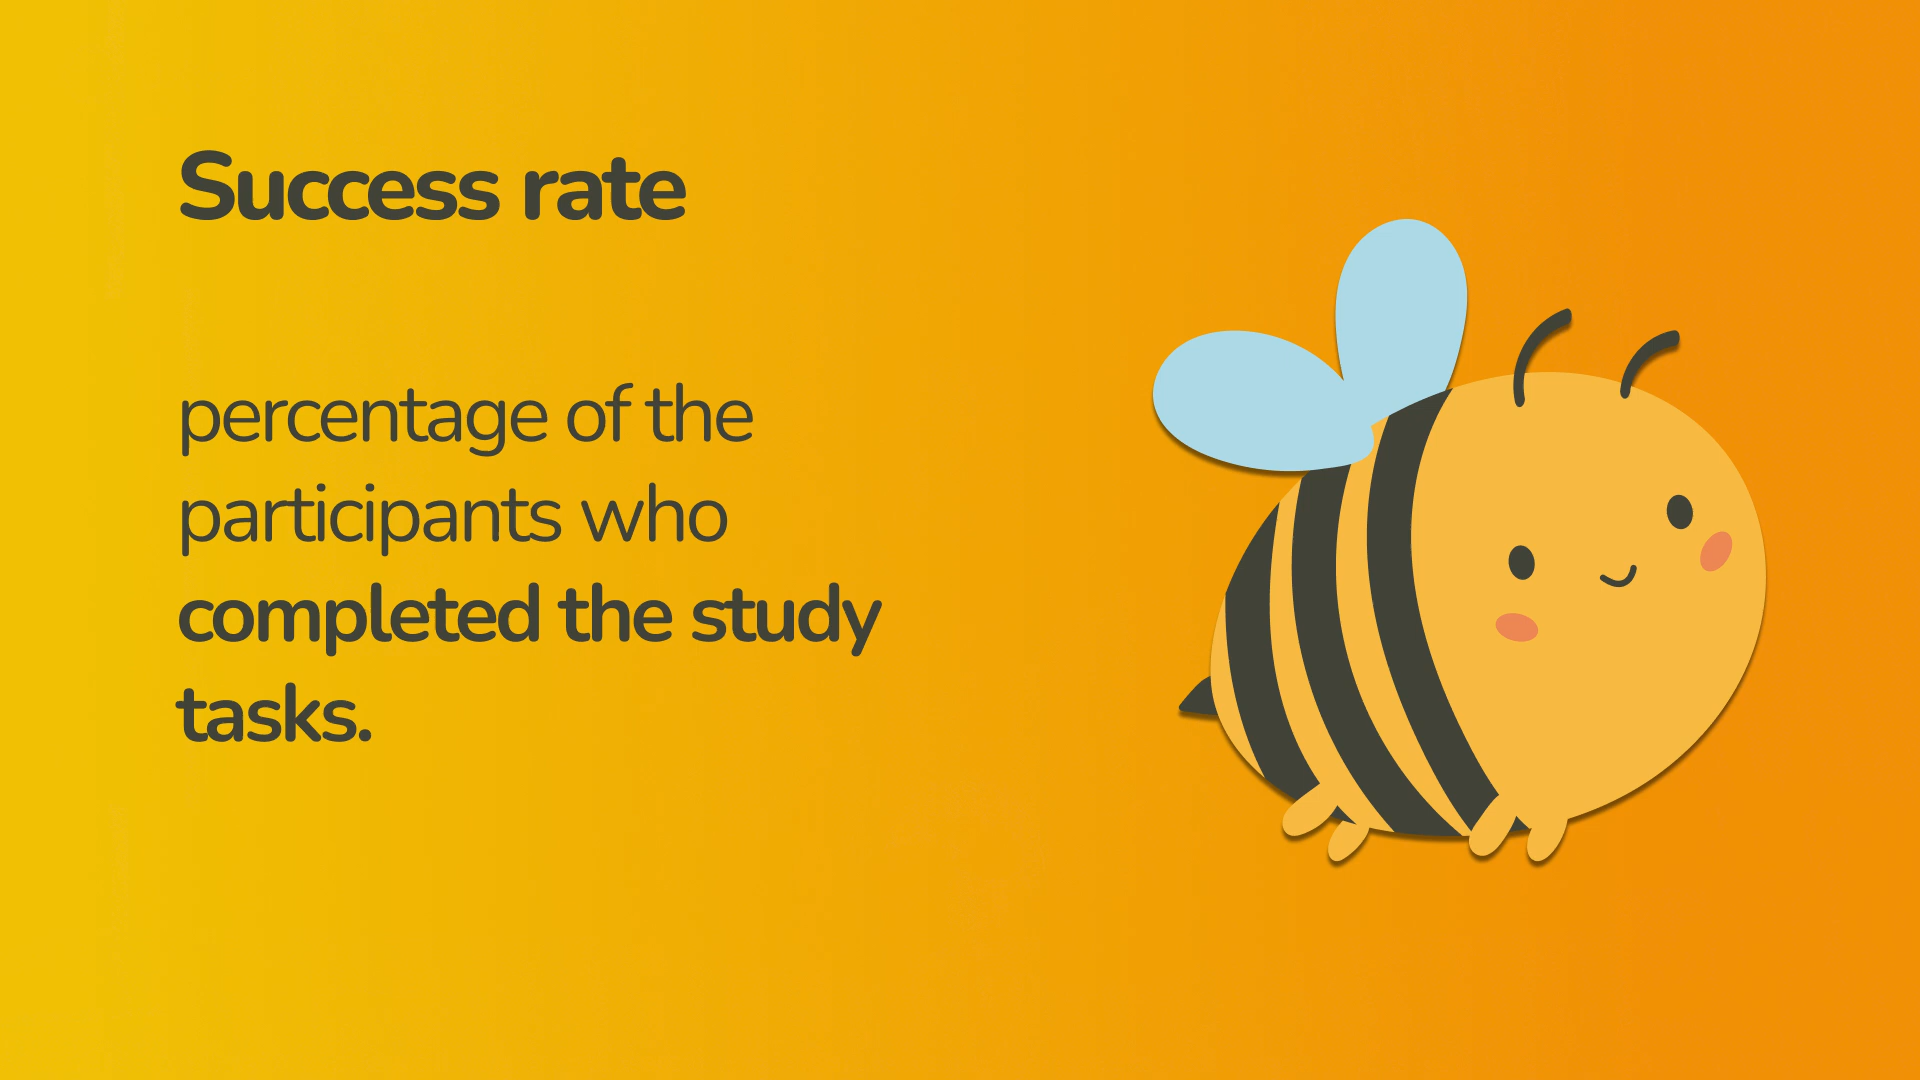 Success rate
percentage of the
participants who
completed the study
tasks.